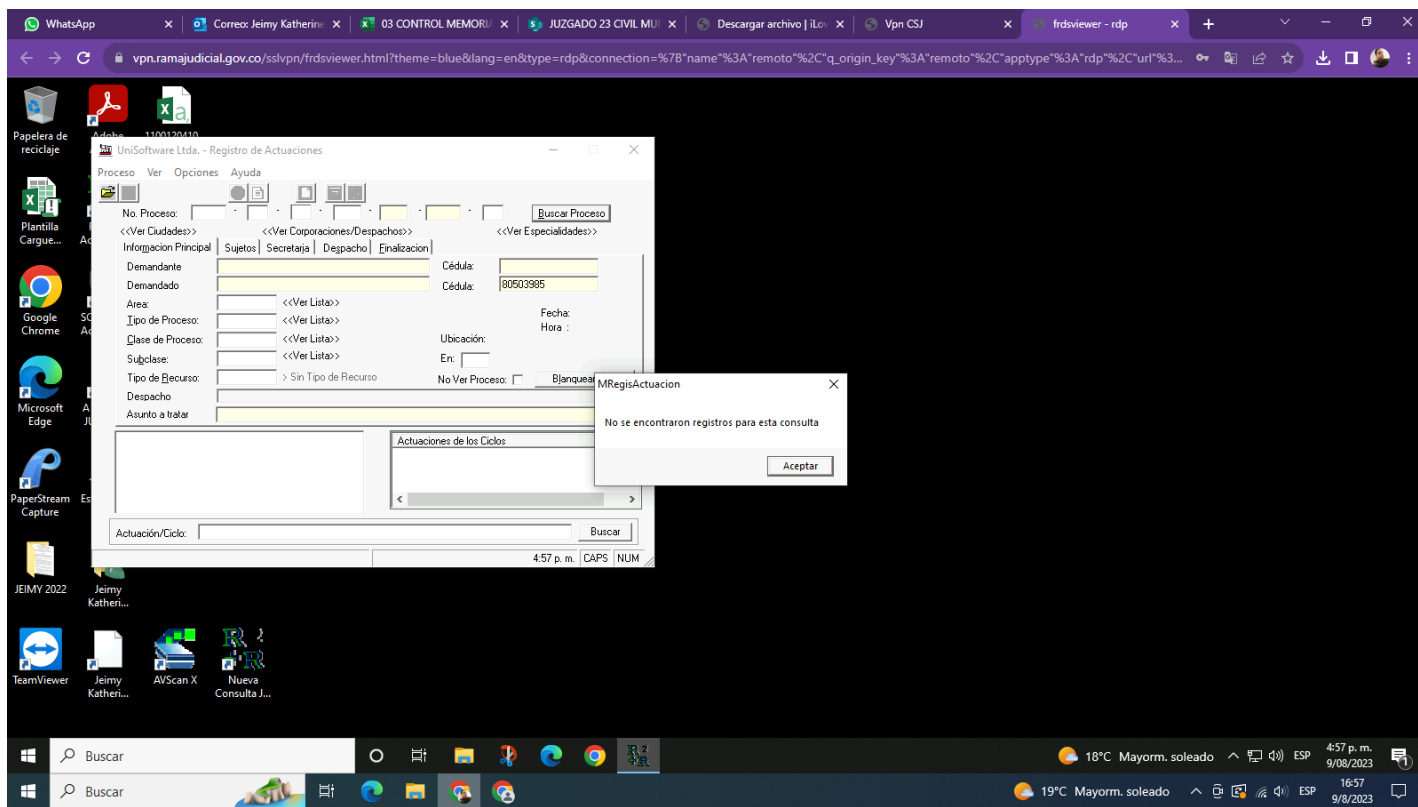 WhatsApp
Correo: Jeimy Katherine
03 CONTROL MEMORIA
JUZGADO 23 CIVIL MUN
Descargar archivo | iLov
Vpn CSJ
frdsviewer - rdp
vpn.ramajudicial.gov.co/sslvpn/frdsviewer.html?theme=blue&lang=en&type=rdp&connection=%7B"name"%3A"remoto"%2C"q_origin_key"%3A"remoto"%2C"apptype"%3A"rdp"%2C"url"%3...
Papelera de reciclaje
Adobe
1100120410
UniSoftware Ltda. - Registro de Actuaciones
Proceso Ver Opciones Ayuda
No. Proceso: - - - - - - Buscar Proceso
<<Ver Ciudades>> <<Ver Corporaciones/Despachos>> <<Ver Especialidades>>
Informacion Principal Sujetos Secretaria Despacho Finalizacion
Demandante Cédula:
Demandado Cédula: 80503985
Area: <<Ver Lista>>
Fecha:
Tipo de Proceso: <<Ver Lista>>
Hora :
Clase de Proceso: <<Ver Lista>> Ubicación:
Subclase: <<Ver Lista>> En:
Tipo de Recurso: > Sin Tipo de Recurso No Ver Proceso: Blanquear
Despacho
Asunto a tratar
MRegisActuacion
No se encontraron registros para esta consulta
Aceptar
Actuaciones de los Ciclos
Actuación/Ciclo: Buscar
4:57 p. m. CAPS NUM
Plantilla
Cargue...
Google
Chrome
Microsoft
Edge
PaperStream
Capture
JEIMY 2022
Jeimy
Katheri...
TeamViewer
Jeimy
Katheri...
AVScan X
Nueva
Consulta J...
Buscar
18°C Mayorm. soleado ESP 4:57 p. m.
9/08/2023
1
Buscar
19°C Mayorm. soleado ESP 16:57
9/8/2023